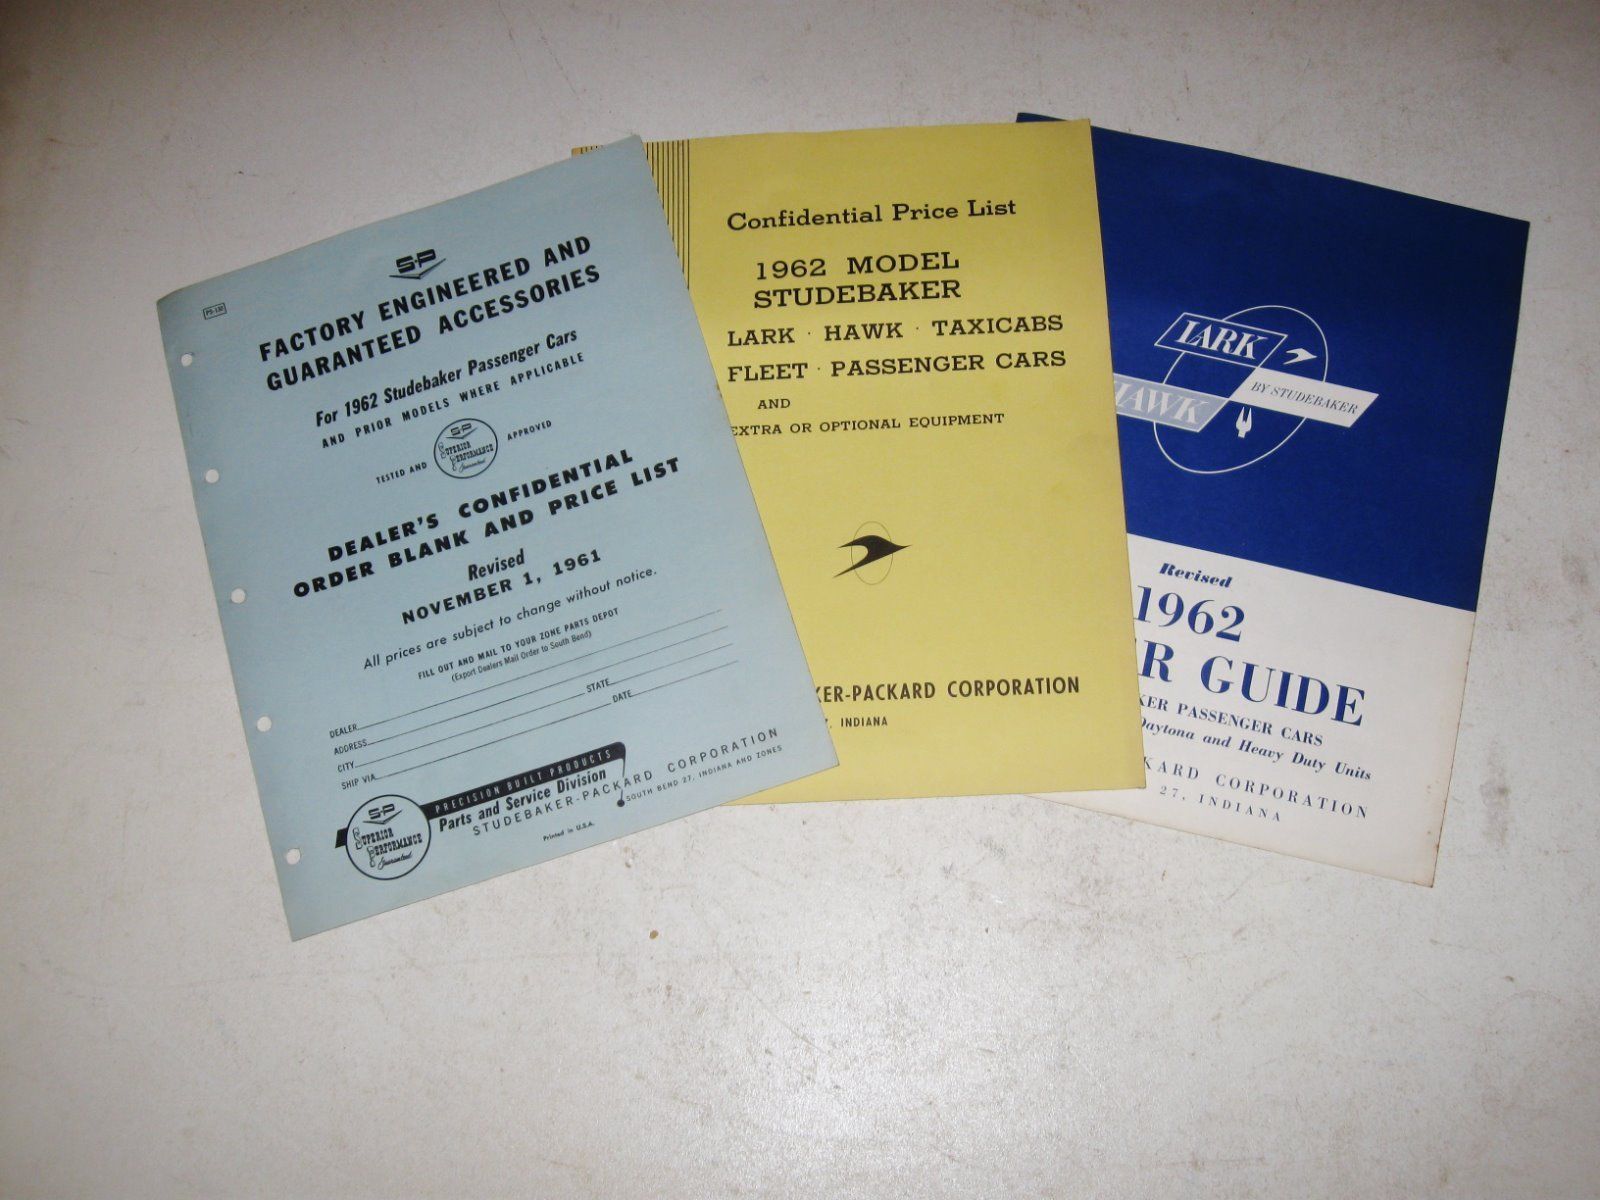 PS-132
S-P
FACTORY ENGINEERED AND
GUARANTEED ACCESSORIES
For 1962 Studebaker Passenger Cars
AND PRIOR MODELS WHERE APPLICABLE
TESTED AND
S-P
SUPERIOR
PERFORMANCE
Guaranteed
APPROVED
DEALER'S CONFIDENTIAL
ORDER BLANK AND PRICE LIST
Revised
NOVEMBER 1, 1961
All prices are subject to change without notice.
FILL OUT AND MAIL TO YOUR ZONE PARTS DEPOT
(Export Dealers Mail Order to South Bend)
DEALER
ADDRESS
CITY STATE
SHIP VIA DATE
S-P
SUPERIOR
PERFORMANCE
Guaranteed
PRECISION BUILT PRODUCTS
Parts and Service Division
STUDEBAKER-PACKARD CORPORATION
SOUTH BEND 27, INDIANA AND ZONES
Printed in U.S.A.
Confidential Price List
1962 MODEL
STUDEBAKER
LARK · HAWK · TAXICABS
FLEET · PASSENGER CARS
AND
EXTRA OR OPTIONAL EQUIPMENT
KER-PACKARD CORPORATION
, INDIANA
LARK
HAWK
BY STUDEBAKER
Revised
1962
R GUIDE
KER PASSENGER CARS
Daytona and Heavy Duty Units
KARD CORPORATION
27, INDIANA